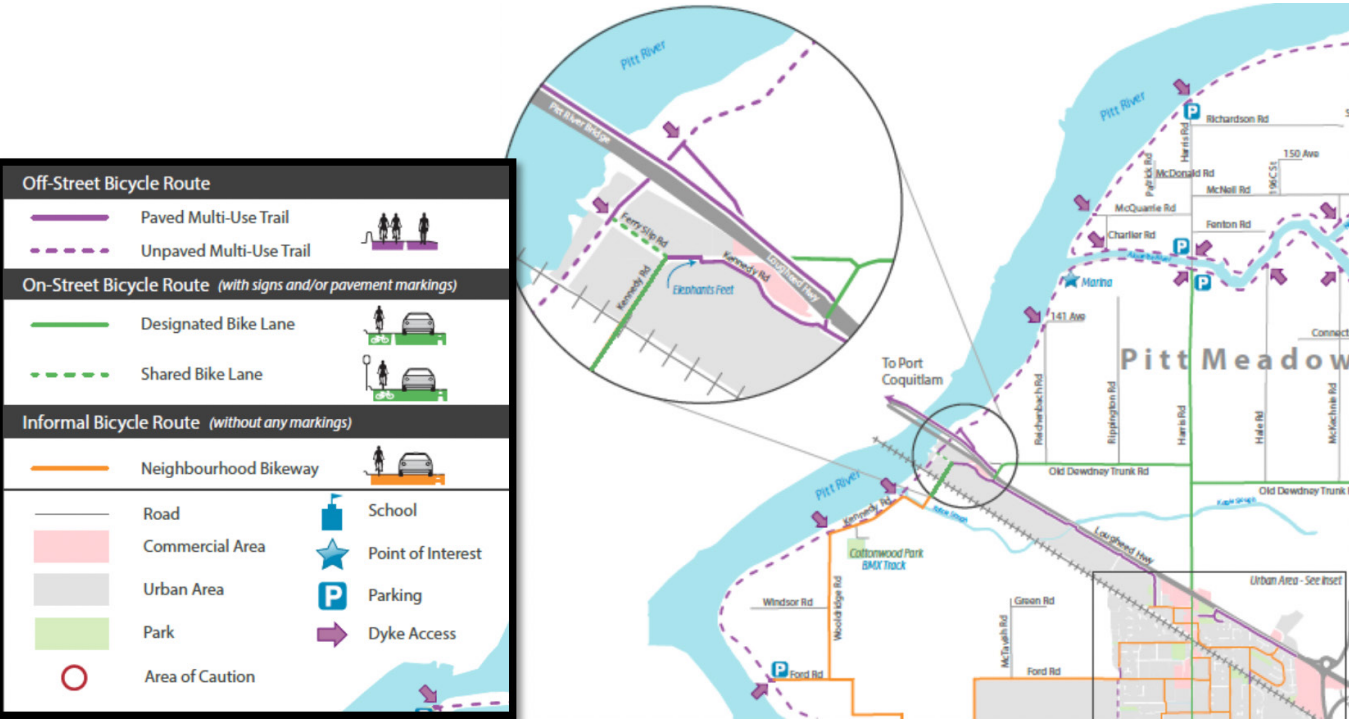 Off-Street Bicycle Route
Paved Multi-Use Trail
Unpaved Multi-Use Trail
On-Street Bicycle Route (with signs and/or pavement markings)
Designated Bike Lane
Shared Bike Lane
Informal Bicycle Route (without any markings)
Neighbourhood Bikeway
Road
Commercial Area
Urban Area
Park
Area of Caution
School
Point of Interest
P Parking
Dyke Access
Pitt River
Pitt River Bridge
Ferry Slip Rd
Kennedy Rd
Kennedy Rd
Elephants Feet
Lougheed Hwy
To Port
Coquitlam
Pitt River
P
Richardson Rd
Harris Rd
150 Ave
Patrick Rd
McDonald Rd
196C St
McNeil Rd
McQuarrie Rd
Charlier Rd
Fenton Rd
P
Alouette River
Marina
P
141 Ave
Connect
Pitt Meadow
Reichenbach Rd
Rippington Rd
Harris Rd
Hale Rd
McKechnie Rd
Old Dewdney Trunk Rd
Old Dewdney Trunk
Pitt River
Kennedy Rd
Lougheed Hwy
Cottonwood Park
BMX Track
Urban Area - See Inset
Windsor Rd
Wooldridge Rd
Green Rd
McTavish Rd
P
Ford Rd
Ford Rd